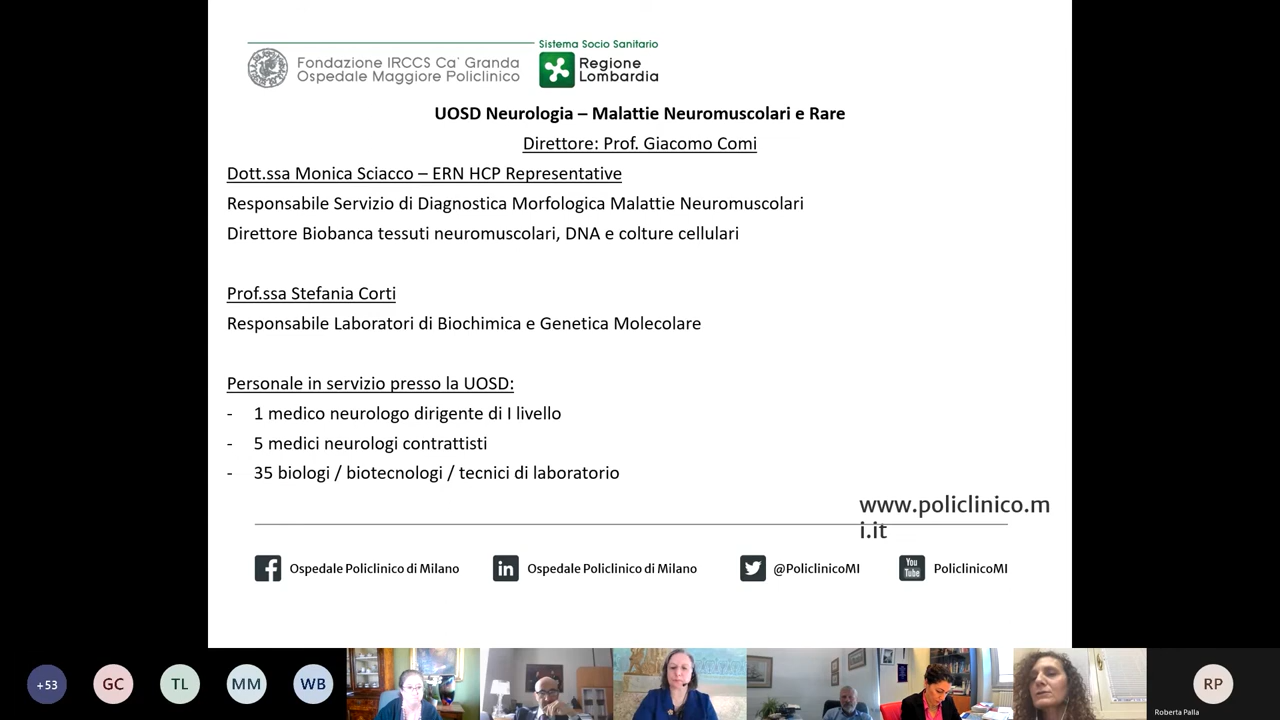 Sistema Socio Sanitario
Fondazione IRCCS Ca' Granda
Ospedale Maggiore Policlinico
Regione
Lombardia
UOSD Neurologia – Malattie Neuromuscolari e Rare
Direttore: Prof. Giacomo Comi
Dott.ssa Monica Sciacco – ERN HCP Representative
Responsabile Servizio di Diagnostica Morfologica Malattie Neuromuscolari
Direttore Biobanca tessuti neuromuscolari, DNA e colture cellulari
Prof.ssa Stefania Corti
Responsabile Laboratori di Biochimica e Genetica Molecolare
Personale in servizio presso la UOSD:
- 1 medico neurologo dirigente di I livello
- 5 medici neurologi contrattisti
- 35 biologi / biotecnologi / tecnici di laboratorio
www.policlinico.m
i.it
Ospedale Policlinico di Milano
in
Ospedale Policlinico di Milano
@PoliclinicoMI
You
Tube
PoliclinicoMI
+53
GC
TL
MM
WB
RP
Roberta Palla